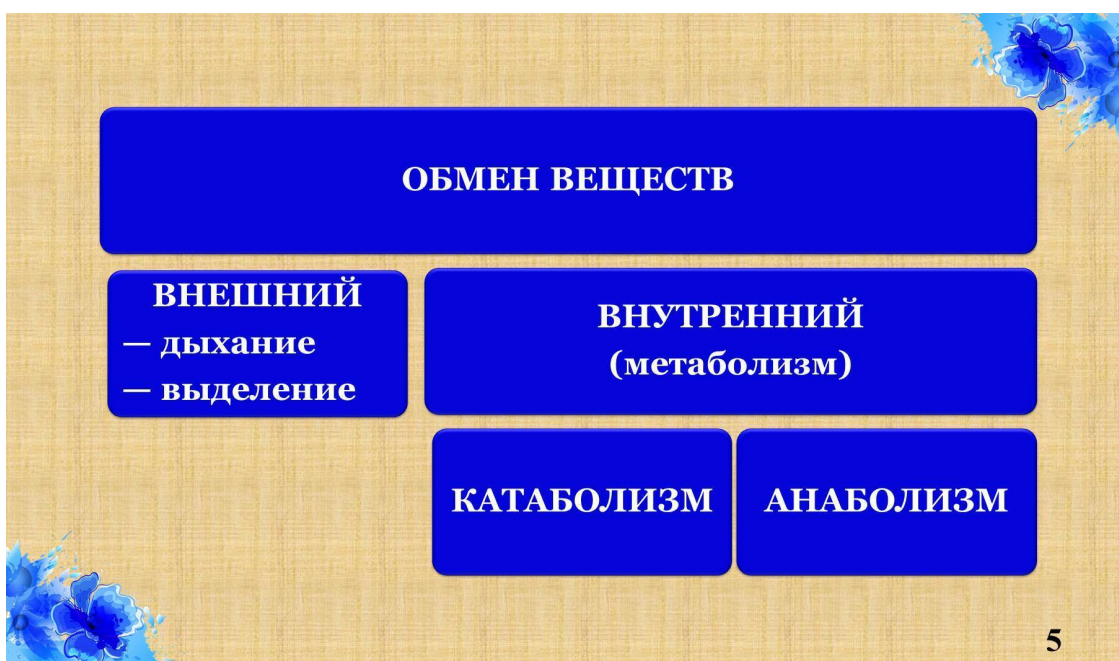 ОБМЕН ВЕЩЕСТВ
ВНЕШНИЙ
— дыхание
— выделение
ВНУТРЕННИЙ
(метаболизм)
КАТАБОЛИЗМ
АНАБОЛИЗМ
5